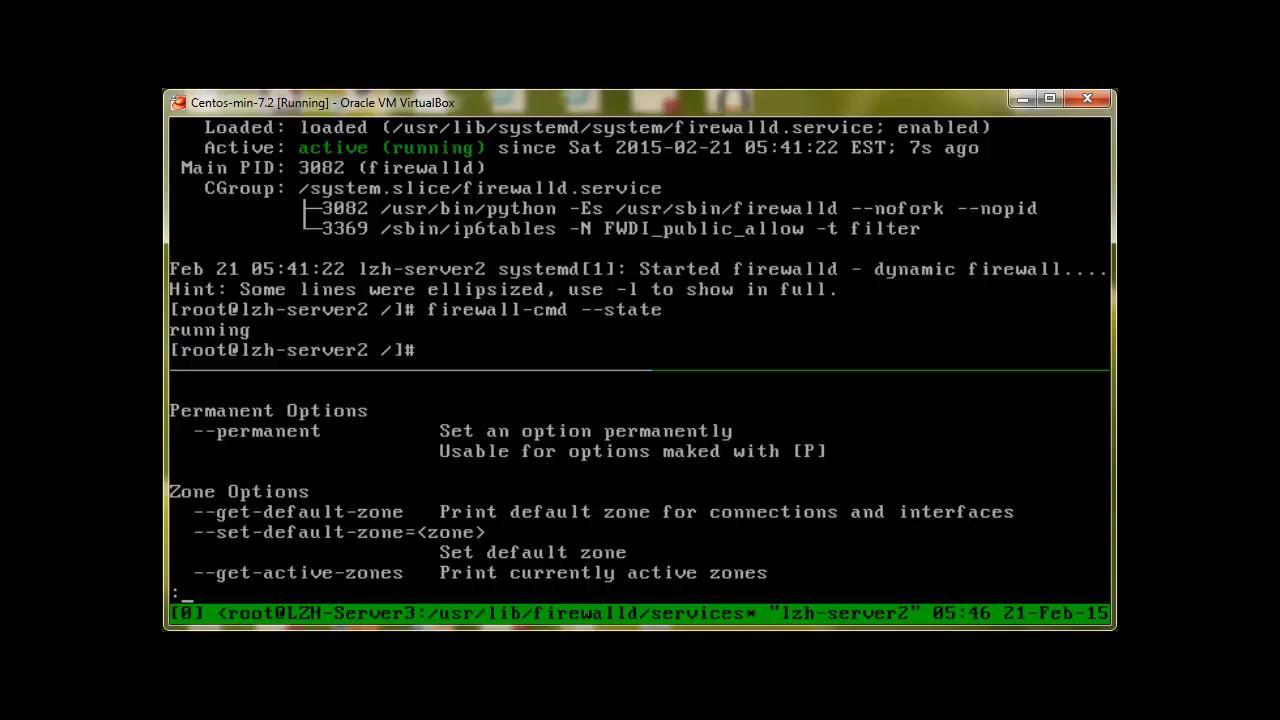 Centos-min-7.2 [Running] - Oracle VM VirtualBox
Loaded: loaded (/usr/lib/systemd/system/firewalld.service; enabled)
Active: active (running) since Sat 2015-02-21 05:41:22 EST; 7s ago
Main PID: 3082 (firewalld)
CGroup: /system.slice/firewalld.service
├─3082 /usr/bin/python -Es /usr/sbin/firewalld --nofork --nopid
└─3369 /sbin/ip6tables -N FWDI_public_allow -t filter
Feb 21 05:41:22 lzh-server2 systemd[1]: Started firewalld - dynamic firewall....
Hint: Some lines were ellipsized, use -l to show in full.
[root@lzh-server2 /]# firewall-cmd --state
running
[root@lzh-server2 /]#
Permanent Options
--permanent Set an option permanently
Usable for options maked with [P]
Zone Options
--get-default-zone Print default zone for connections and interfaces
--set-default-zone=<zone>
Set default zone
--get-active-zones Print currently active zones
:
[0] <root@LZH-Server3:/usr/lib/firewalld/services* "lzh-server2" 05:46 21-Feb-15